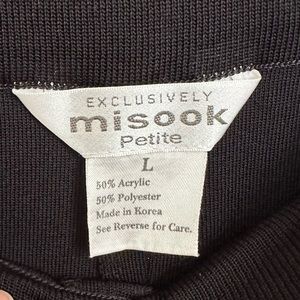 EXCLUSIVELY
misook
Petite
L
50% Acrylic
50% Polyester
Made in Korea
See Reverse for Care.